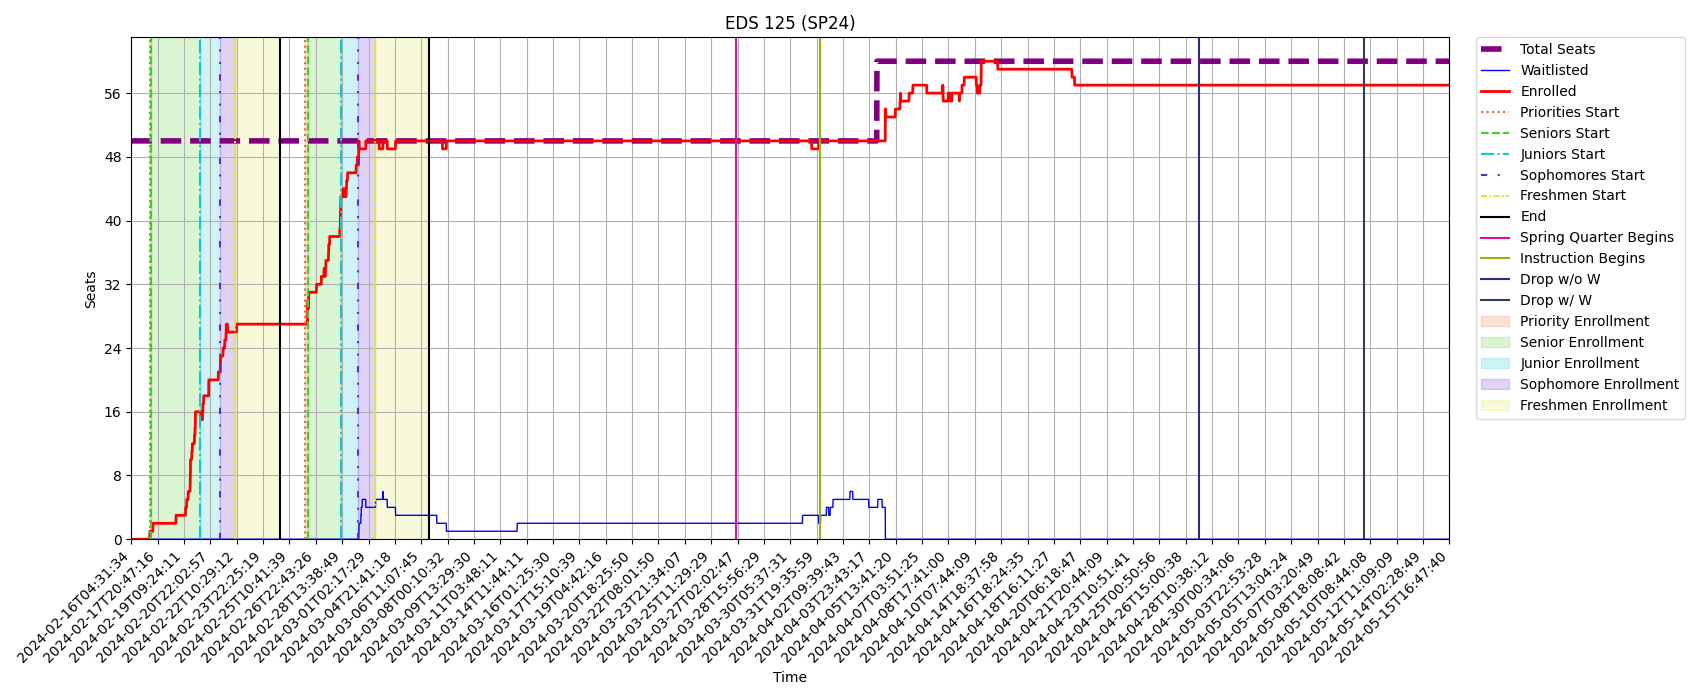 EDS 125 (SP24)
Seats
56
48
40
32
24
16
8
0
2024-02-16T04:31:34
2024-02-17T20:47:16
2024-02-19T09:24:11
2024-02-20T22:02:57
2024-02-22T10:29:12
2024-02-23T22:25:19
2024-02-25T10:41:39
2024-02-26T22:43:26
2024-02-28T13:38:49
2024-03-01T02:17:29
2024-03-04T21:41:18
2024-03-06T11:07:45
2024-03-08T00:10:32
2024-03-09T13:29:30
2024-03-11T03:48:11
2024-03-14T11:44:11
2024-03-16T01:25:30
2024-03-17T15:10:39
2024-03-19T04:42:16
2024-03-20T18:25:50
2024-03-22T08:01:50
2024-03-23T21:34:07
2024-03-25T11:29:29
2024-03-27T02:02:47
2024-03-28T15:56:29
2024-03-30T05:37:31
2024-03-31T19:35:59
2024-04-02T09:39:43
2024-04-03T23:43:17
2024-04-05T13:41:20
2024-04-07T03:51:25
2024-04-08T17:41:00
2024-04-10T07:44:09
2024-04-14T18:37:58
2024-04-16T18:24:35
2024-04-18T16:11:27
2024-04-20T06:18:47
2024-04-21T20:44:09
2024-04-23T10:51:41
2024-04-25T00:50:56
2024-04-26T15:00:38
2024-04-28T10:38:12
2024-04-30T00:34:06
2024-05-03T22:53:28
2024-05-05T13:04:24
2024-05-07T03:20:49
2024-05-08T18:08:42
2024-05-10T08:44:08
2024-05-12T11:09:09
2024-05-14T02:28:49
2024-05-15T16:47:40
Time
Total Seats
Waitlisted
Enrolled
Priorities Start
Seniors Start
Juniors Start
Sophomores Start
Freshmen Start
End
Spring Quarter Begins
Instruction Begins
Drop w/o W
Drop w/ W
Priority Enrollment
Senior Enrollment
Junior Enrollment
Sophomore Enrollment
Freshmen Enrollment